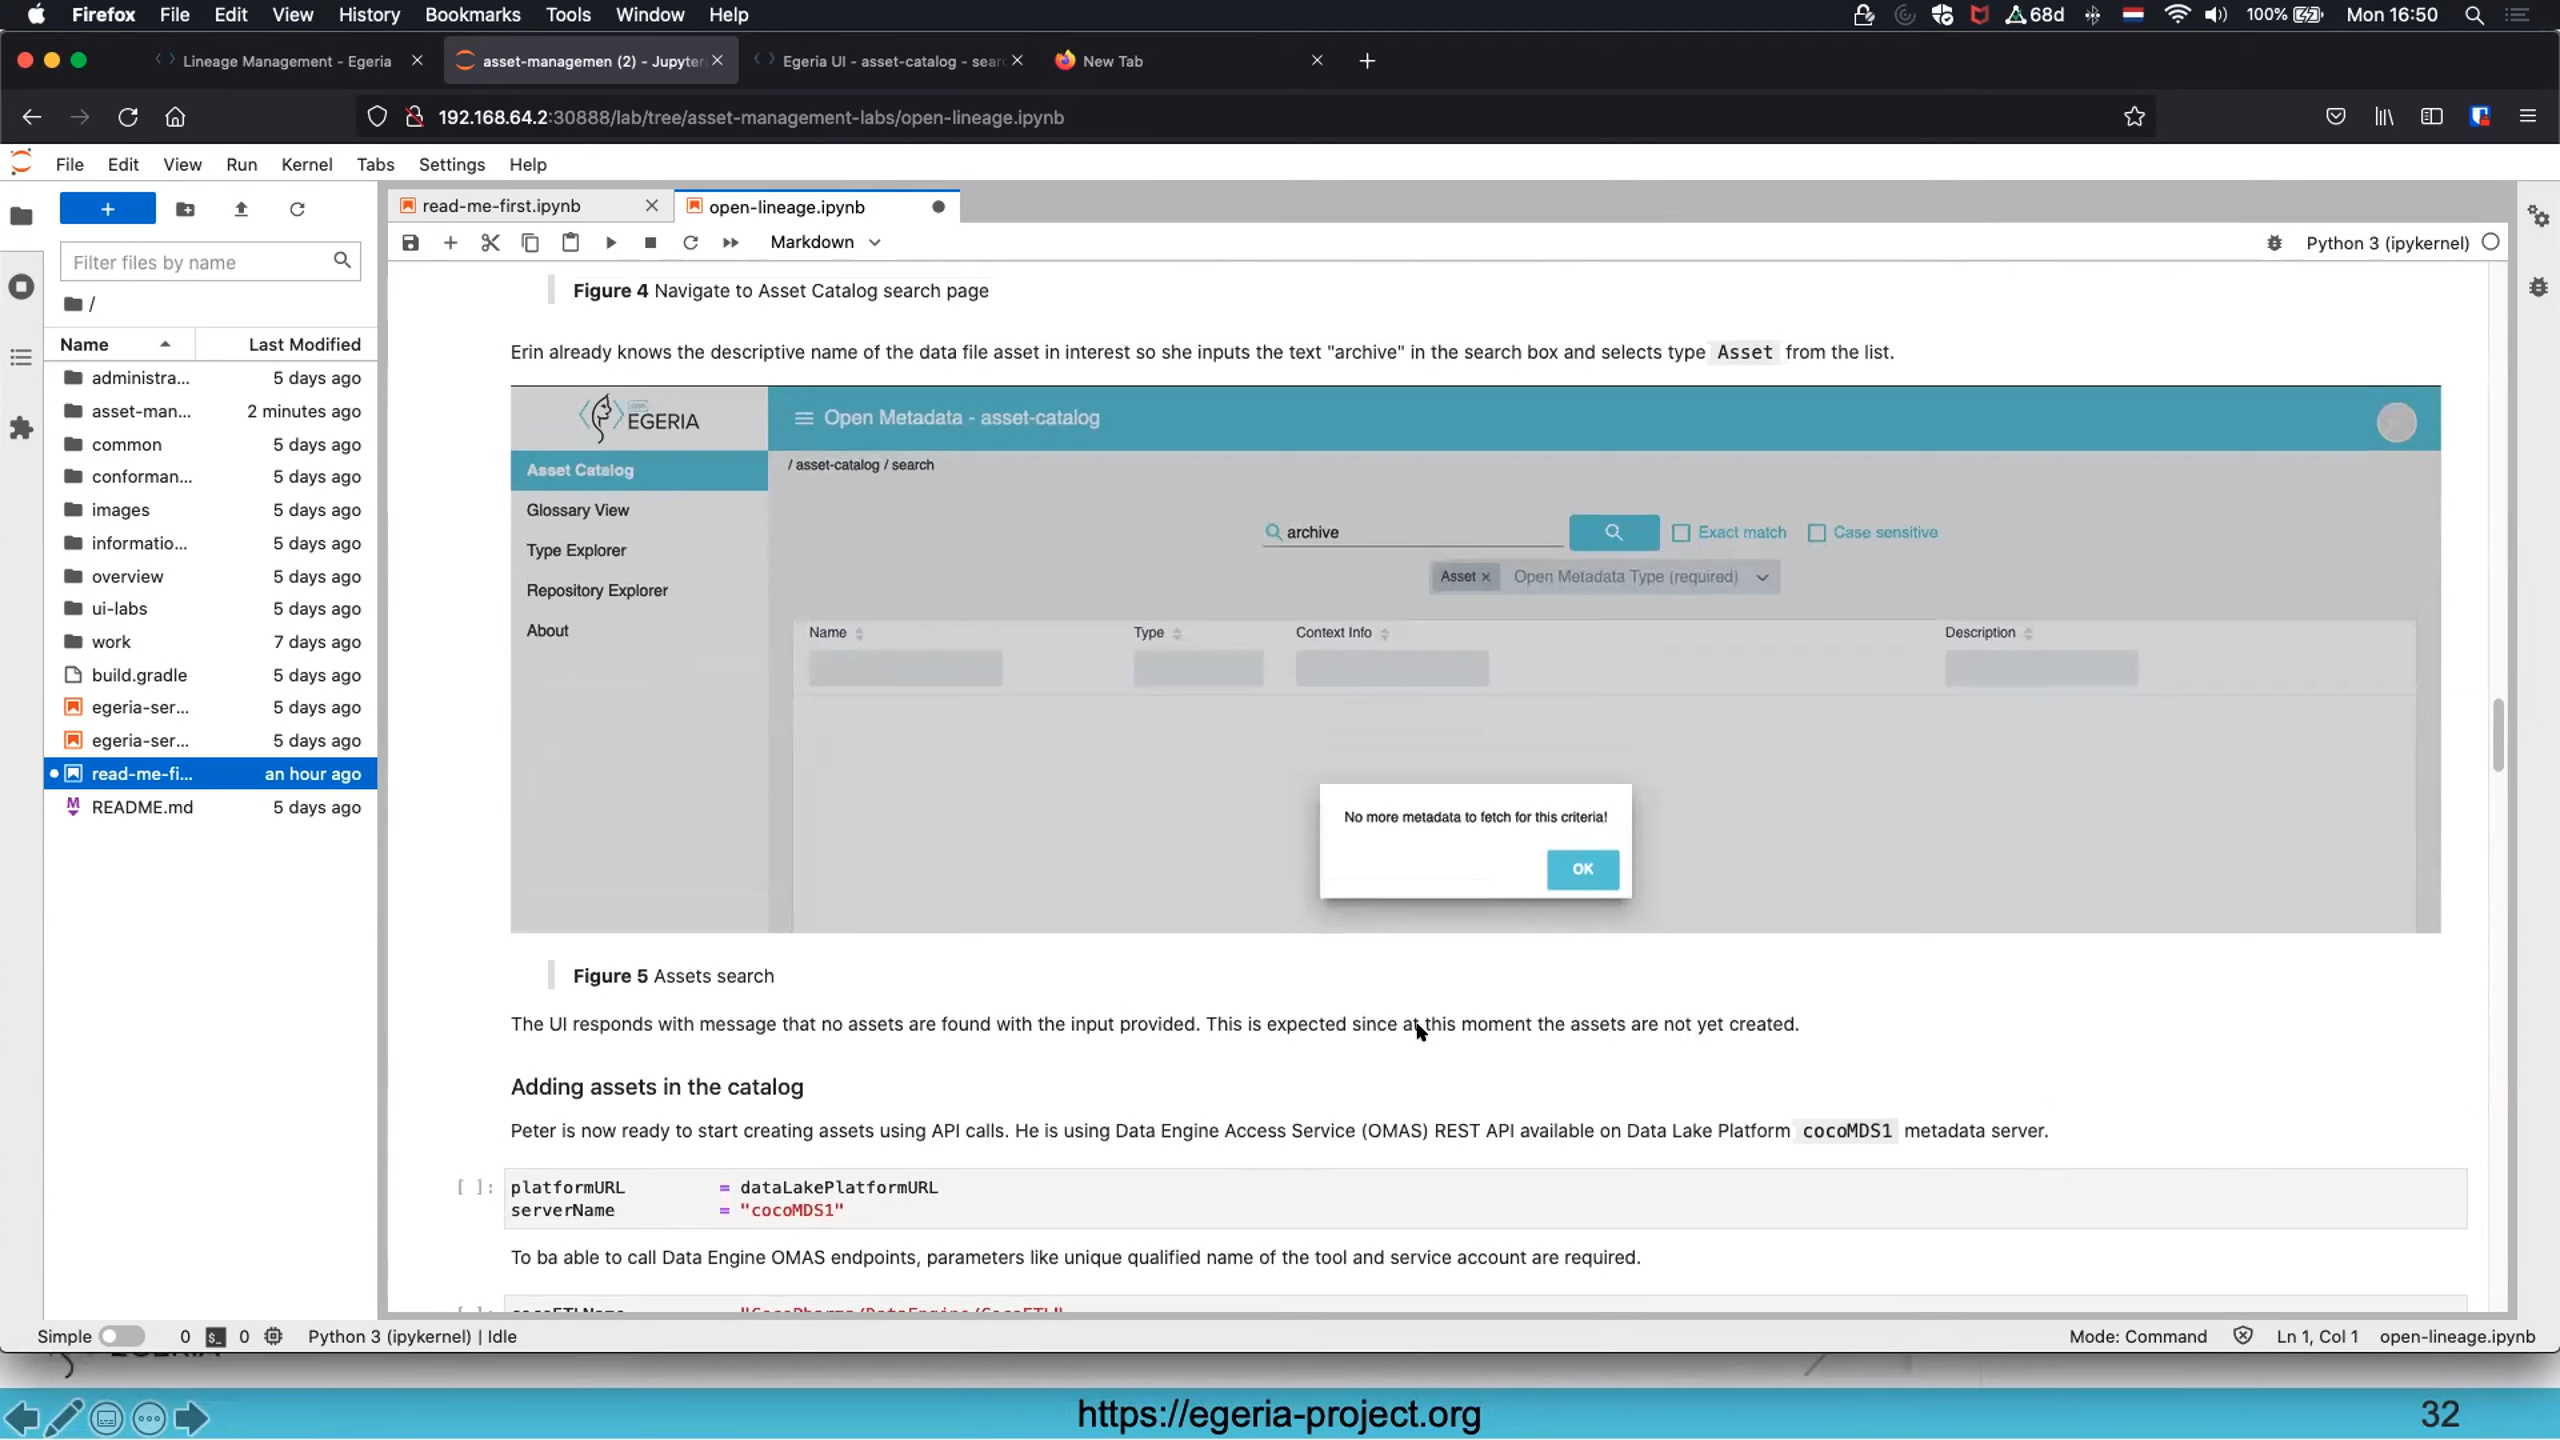 Firefox File Edit View History Bookmarks Tools Window Help 68d 100% Mon 16:50
Lineage Management - Egeria asset-managemen (2) - Jupyter Egeria UI - asset-catalog - sear New Tab
192.168.64.2:30888/lab/tree/asset-management-labs/open-lineage.ipynb
File Edit View Run Kernel Tabs Settings Help
read-me-first.ipynb open-lineage.ipynb
Markdown Python 3 (ipykernel)
Filter files by name
/
Name Last Modified
administra... 5 days ago
asset-man... 2 minutes ago
common 5 days ago
conforman... 5 days ago
images 5 days ago
informatio... 5 days ago
overview 5 days ago
ui-labs 5 days ago
work 7 days ago
build.gradle 5 days ago
egeria-ser... 5 days ago
egeria-ser... 5 days ago
read-me-fi... an hour ago
README.md 5 days ago
Figure 4 Navigate to Asset Catalog search page
Erin already knows the descriptive name of the data file asset in interest so she inputs the text "archive" in the search box and selects type Asset from the list.
EGERIA Open Metadata - asset-catalog
Asset Catalog
Glossary View
Type Explorer
Repository Explorer
About
/ asset-catalog / search
archive Exact match Case sensitive
Asset × Open Metadata Type (required)
Name Type Context Info Description
No more metadata to fetch for this criteria!
OK
Figure 5 Assets search
The UI responds with message that no assets are found with the input provided. This is expected since at this moment the assets are not yet created.
Adding assets in the catalog
Peter is now ready to start creating assets using API calls. He is using Data Engine Access Service (OMAS) REST API available on Data Lake Platform cocoMDS1 metadata server.
[ ]: platformURL = dataLakePlatformURL
serverName = "cocoMDS1"
To ba able to call Data Engine OMAS endpoints, parameters like unique qualified name of the tool and service account are required.
Simple 0 0 Python 3 (ipykernel) | Idle Mode: Command Ln 1, Col 1 open-lineage.ipynb
https://egeria-project.org 32